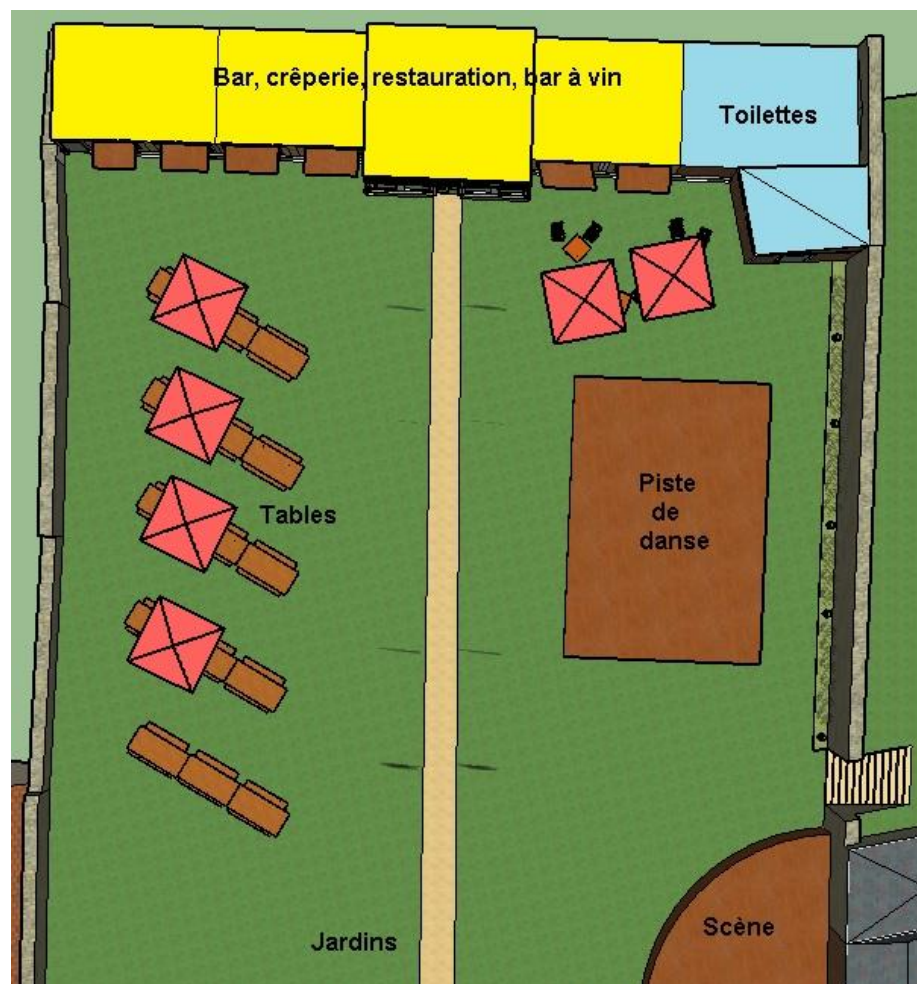 Bar, crêperie, restauration, bar à vin
Toilettes
Piste
de
danse
Tables
Jardins
Scène